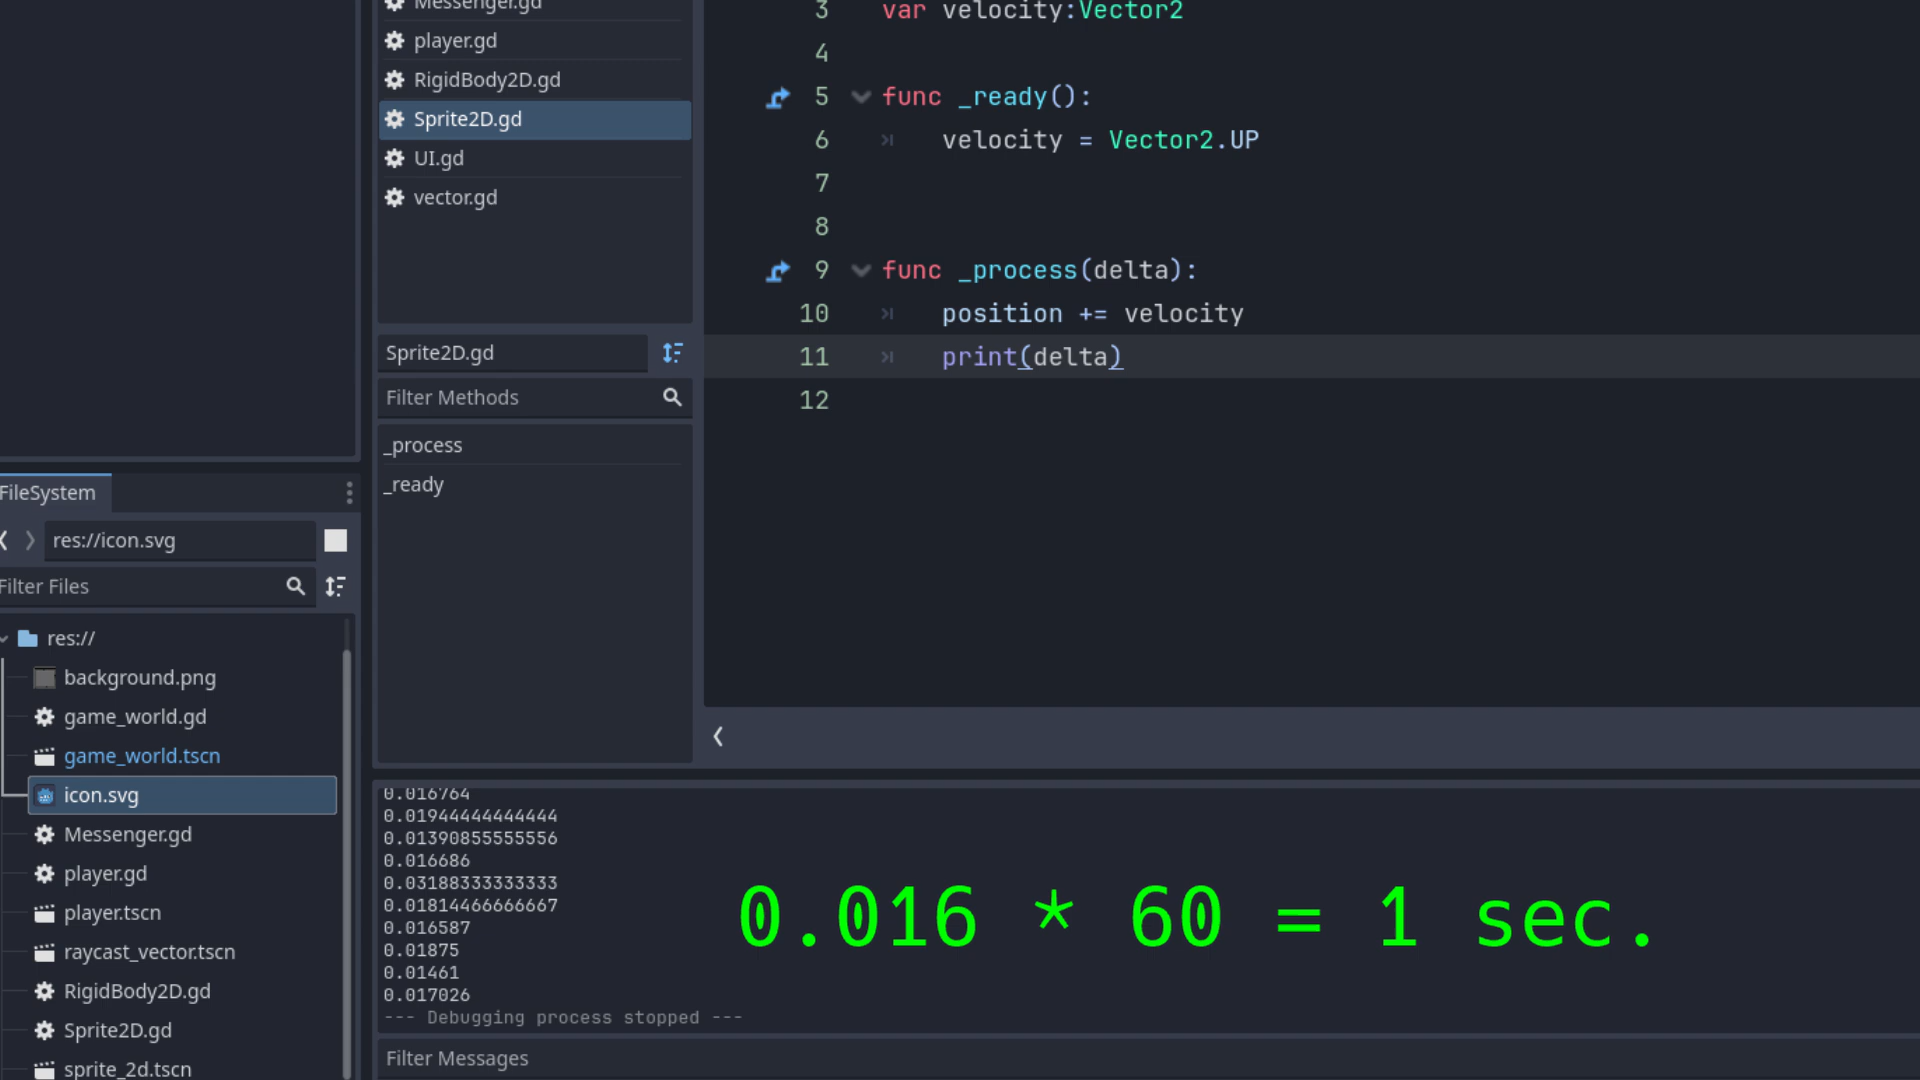 Messenger.gd
player.gd
RigidBody2D.gd
Sprite2D.gd
UI.gd
vector.gd
Sprite2D.gd
Filter Methods
_process
_ready
3 var velocity:Vector2
4
5 func _ready():
6 velocity = Vector2.UP
7
8
9 func _process(delta):
10 position += velocity
11 print(delta)
12
FileSystem
res://icon.svg
Filter Files
res://
background.png
game_world.gd
game_world.tscn
icon.svg
Messenger.gd
player.gd
player.tscn
raycast_vector.tscn
RigidBody2D.gd
Sprite2D.gd
sprite_2d.tscn
0.016764
0.01944444444444
0.01390855555556
0.016686
0.03188333333333
0.01814466666667
0.016587
0.01875
0.01461
0.017026
--- Debugging process stopped ---
0.016 * 60 = 1 sec.
Filter Messages